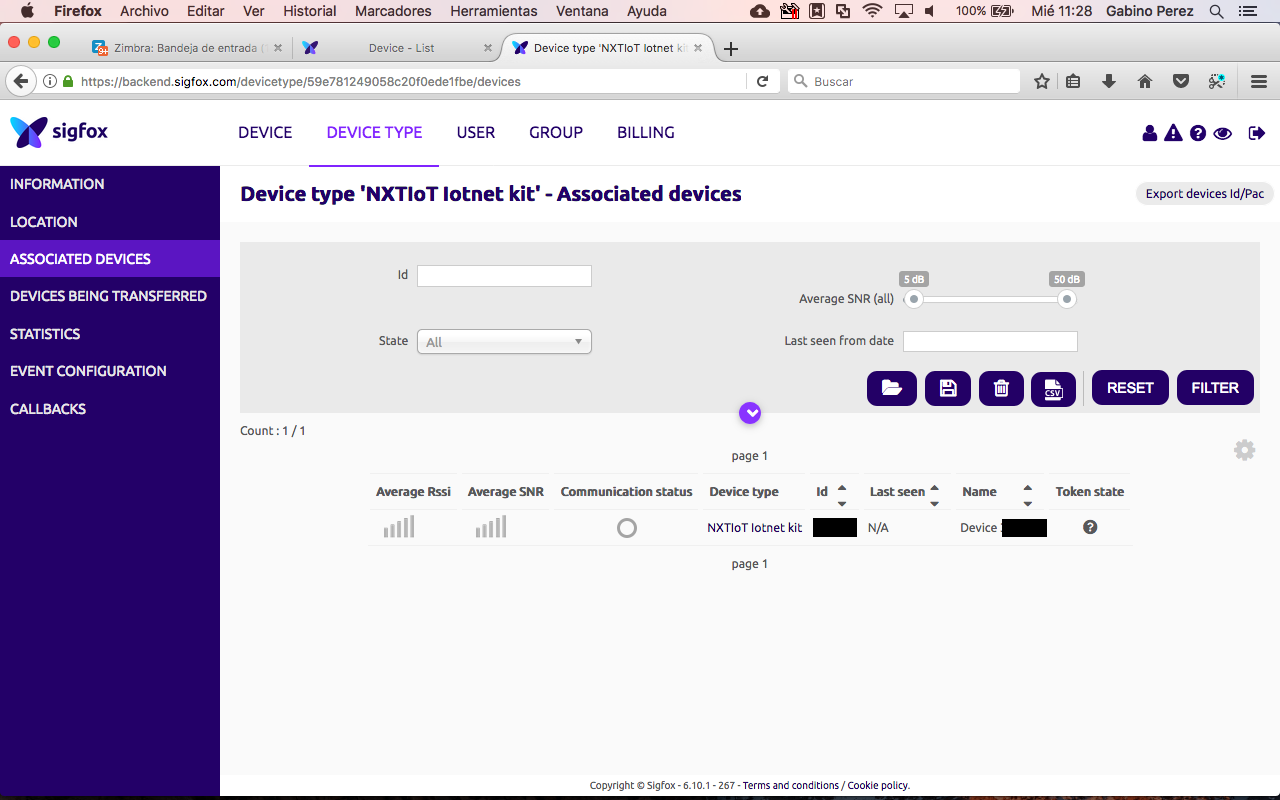 Firefox Archivo Editar Ver Historial Marcadores Herramientas Ventana Ayuda 100% Mié 11:28 Gabino Perez
Zimbra: Bandeja de entrada ( Device - List Device type 'NXTIoT Iotnet ki
https://backend.sigfox.com/devicetype/59e781249058c20f0ede1fbe/devices Buscar
sigfox DEVICE DEVICE TYPE USER GROUP BILLING
INFORMATION
LOCATION
ASSOCIATED DEVICES
DEVICES BEING TRANSFERRED
STATISTICS
EVENT CONFIGURATION
CALLBACKS
Device type 'NXTIoT Iotnet kit' - Associated devices Export devices Id/Pac
Id
5 dB 50 dB
Average SNR (all)
State All Last seen from date
CSV RESET FILTER
Count : 1 / 1
page 1
Average Rssi Average SNR Communication status Device type Id Last seen Name Token state
NXTIoT Iotnet kit N/A Device
page 1
Copyright © Sigfox - 6.10.1 - 267 - Terms and conditions / Cookie policy.